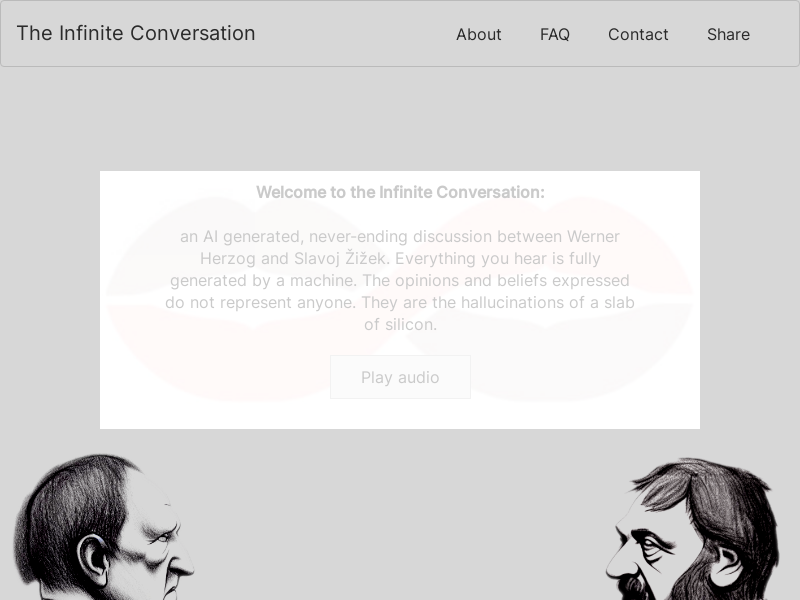 The Infinite Conversation
About FAQ Contact Share
Welcome to the Infinite Conversation:
an AI generated, never-ending discussion between Werner
Herzog and Slavoj Žižek. Everything you hear is fully
generated by a machine. The opinions and beliefs expressed
do not represent anyone. They are the hallucinations of a slab
of silicon.
Play audio